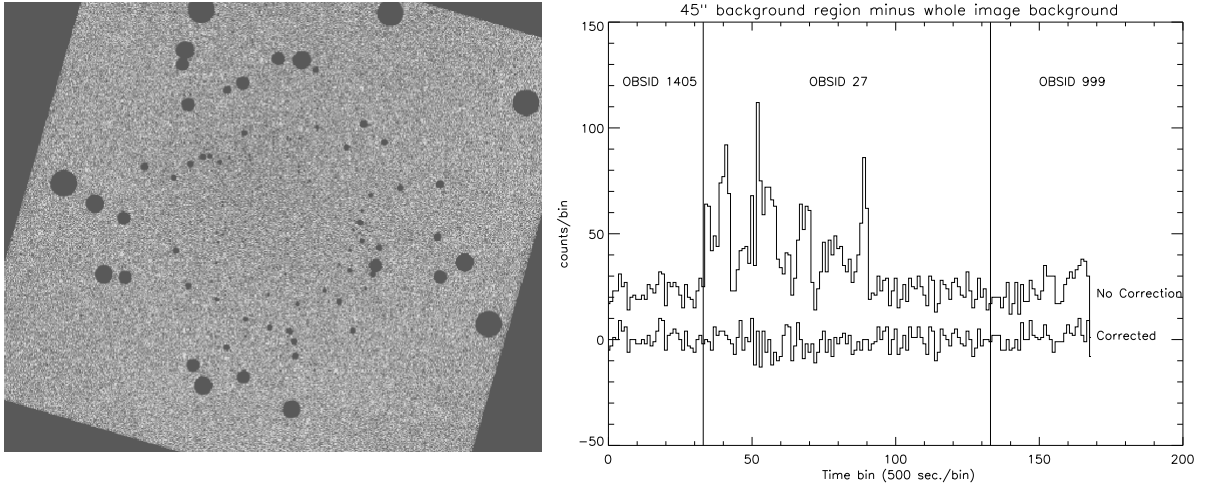 45" background region minus whole image background
150
OBSID 1405
OBSID 27
OBSID 999
100
counts/bin
50
No Correction
0
Corrected
−50
0
50
100
150
200
Time bin (500 sec./bin)